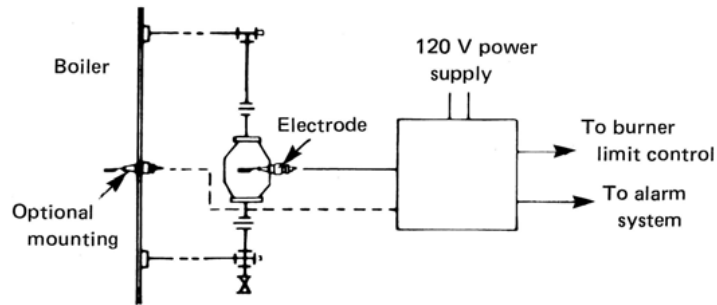 120 V power
supply
Boiler
Electrode
To burner
limit control
Optional
mounting
To alarm
system